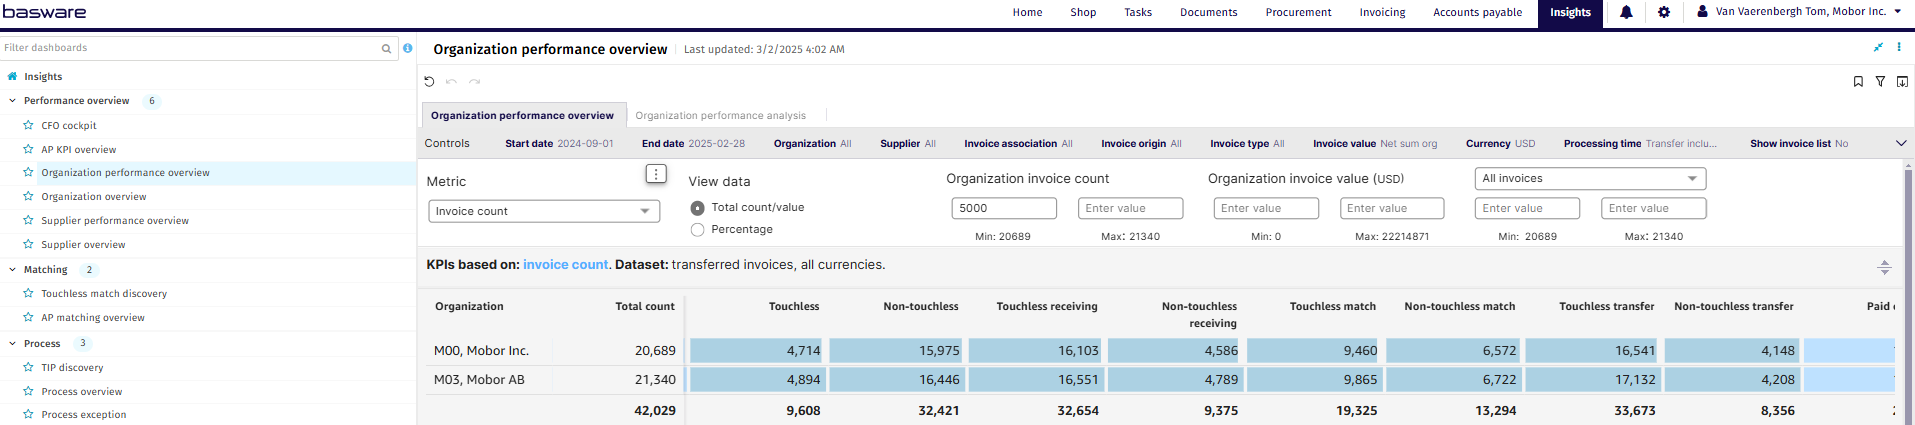 basware
Home Shop Tasks Documents Procurement Invoicing Accounts payable Insights Van Vaerenbergh Tom, Mobor Inc.
Filter dashboards
Insights
Performance overview 6
CFO cockpit
AP KPI overview
Organization performance overview
Organization overview
Supplier performance overview
Supplier overview
Matching 2
Touchless match discovery
AP matching overview
Process 3
TIP discovery
Process overview
Process exception
Organization performance overview Last updated: 3/2/2025 4:02 AM
Organization performance overview Organization performance analysis
Controls Start date 2024-09-01 End date 2025-02-28 Organization All Supplier All Invoice association All Invoice origin All Invoice type All Invoice value Net sum org Currency USD Processing time Transfer inclu... Show invoice list No
Metric
Invoice count
View data
Total count/value
Percentage
Organization invoice count
5000 Enter value
Min: 20689 Max: 21340
Organization invoice value (USD)
Enter value Enter value
Min: 0 Max: 22214871
All invoices
Enter value Enter value
Min: 20689 Max: 21340
KPIs based on: invoice count. Dataset: transferred invoices, all currencies.
Organization Total count Touchless Non-touchless Touchless receiving Non-touchless receiving Touchless match Non-touchless match Touchless transfer Non-touchless transfer Paid
M00, Mobor Inc. 20,689 4,714 15,975 16,103 4,586 9,460 6,572 16,541 4,148
M03, Mobor AB 21,340 4,894 16,446 16,551 4,789 9,865 6,722 17,132 4,208
42,029 9,608 32,421 32,654 9,375 19,325 13,294 33,673 8,356